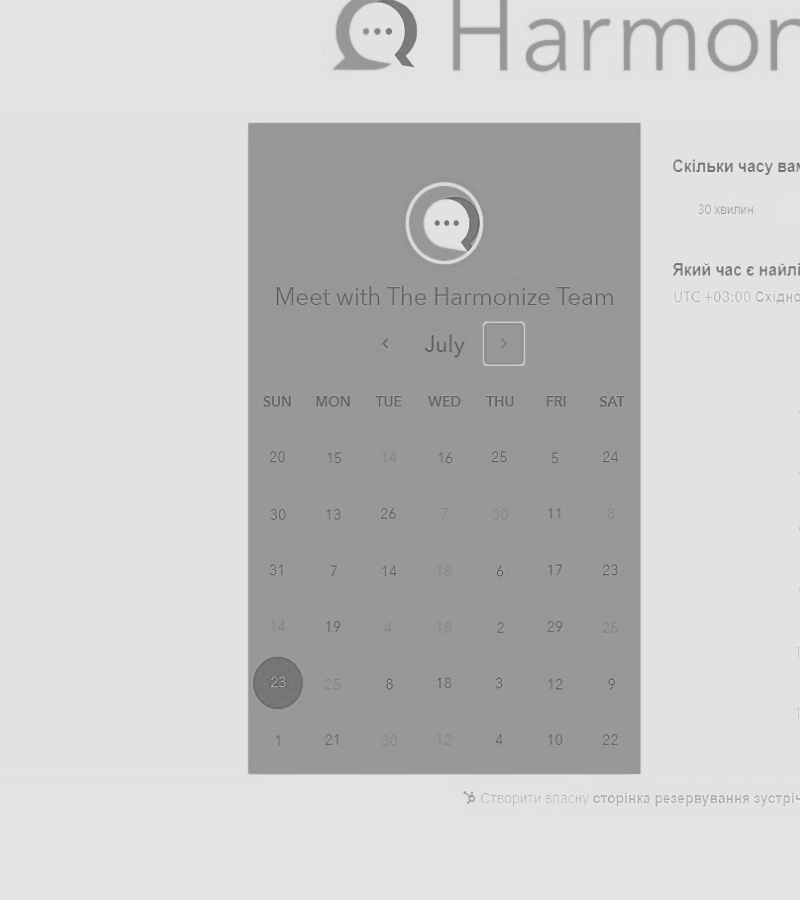 Harmon
Скільки часу вам
30 хвилин
Який час є найлі
UTC +03:00 Східно
Meet with The Harmonize Team
July
SUN MON TUE WED THU FRI SAT
20 15 14 16 25 5 24
30 13 26 7 30 11 8
31 7 14 18 6 17 23
14 19 4 18 2 29 25
23 25 8 18 3 12 9
1 21 30 12 4 10 22
Створити власну сторінка резервування зустріч